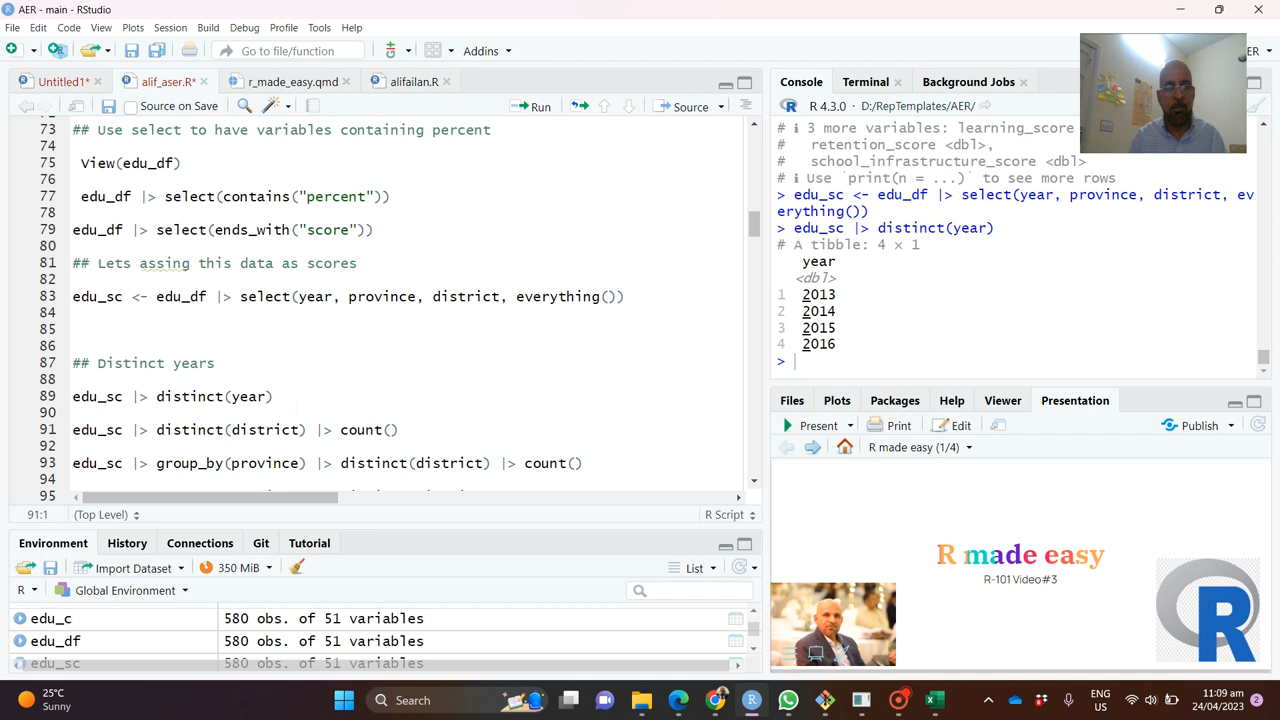 AER - main - RStudio
File Edit Code View Plots Session Build Debug Profile Tools Help
Go to file/function Addins AER
Untitled1* alif_aser.R* r_made_easy.qmd alifailan.R
Source on Save Run Source
73 ## Use select to have variables containing percent
74
75 View(edu_df)
76
77 edu_df |> select(contains("percent"))
78
79 edu_df |> select(ends_with("score"))
80
81 ## Lets assing this data as scores
82
83 edu_sc <- edu_df |> select(year, province, district, everything())
84
85
86
87 ## Distinct years
88
89 edu_sc |> distinct(year)
90
91 edu_sc |> distinct(district) |> count()
92
93 edu_sc |> group_by(province) |> distinct(district) |> count()
94
95
91:1 (Top Level) R Script
Console Terminal Background Jobs
R 4.3.0 · D:/RepTemplates/AER/
# ℹ 3 more variables: learning_score
# retention_score <dbl>,
# school_infrastructure_score <dbl>
# ℹ Use `print(n = ...)` to see more rows
> edu_sc <- edu_df |> select(year, province, district, ev
erything())
> edu_sc |> distinct(year)
# A tibble: 4 × 1
year
<dbl>
1 2013
2 2014
3 2015
4 2016
>
Environment History Connections Git Tutorial
Import Dataset 350 MiB List
R Global Environment
edu_c 580 obs. of 51 variables
edu_df 580 obs. of 51 variables
edu_sc 580 obs. of 51 variables
Files Plots Packages Help Viewer Presentation
Present Print Edit Publish
R made easy (1/4)
R made easy
R-101 Video#3
R
25°C
Sunny
Search
ENG
US
11:09 am
24/04/2023
2